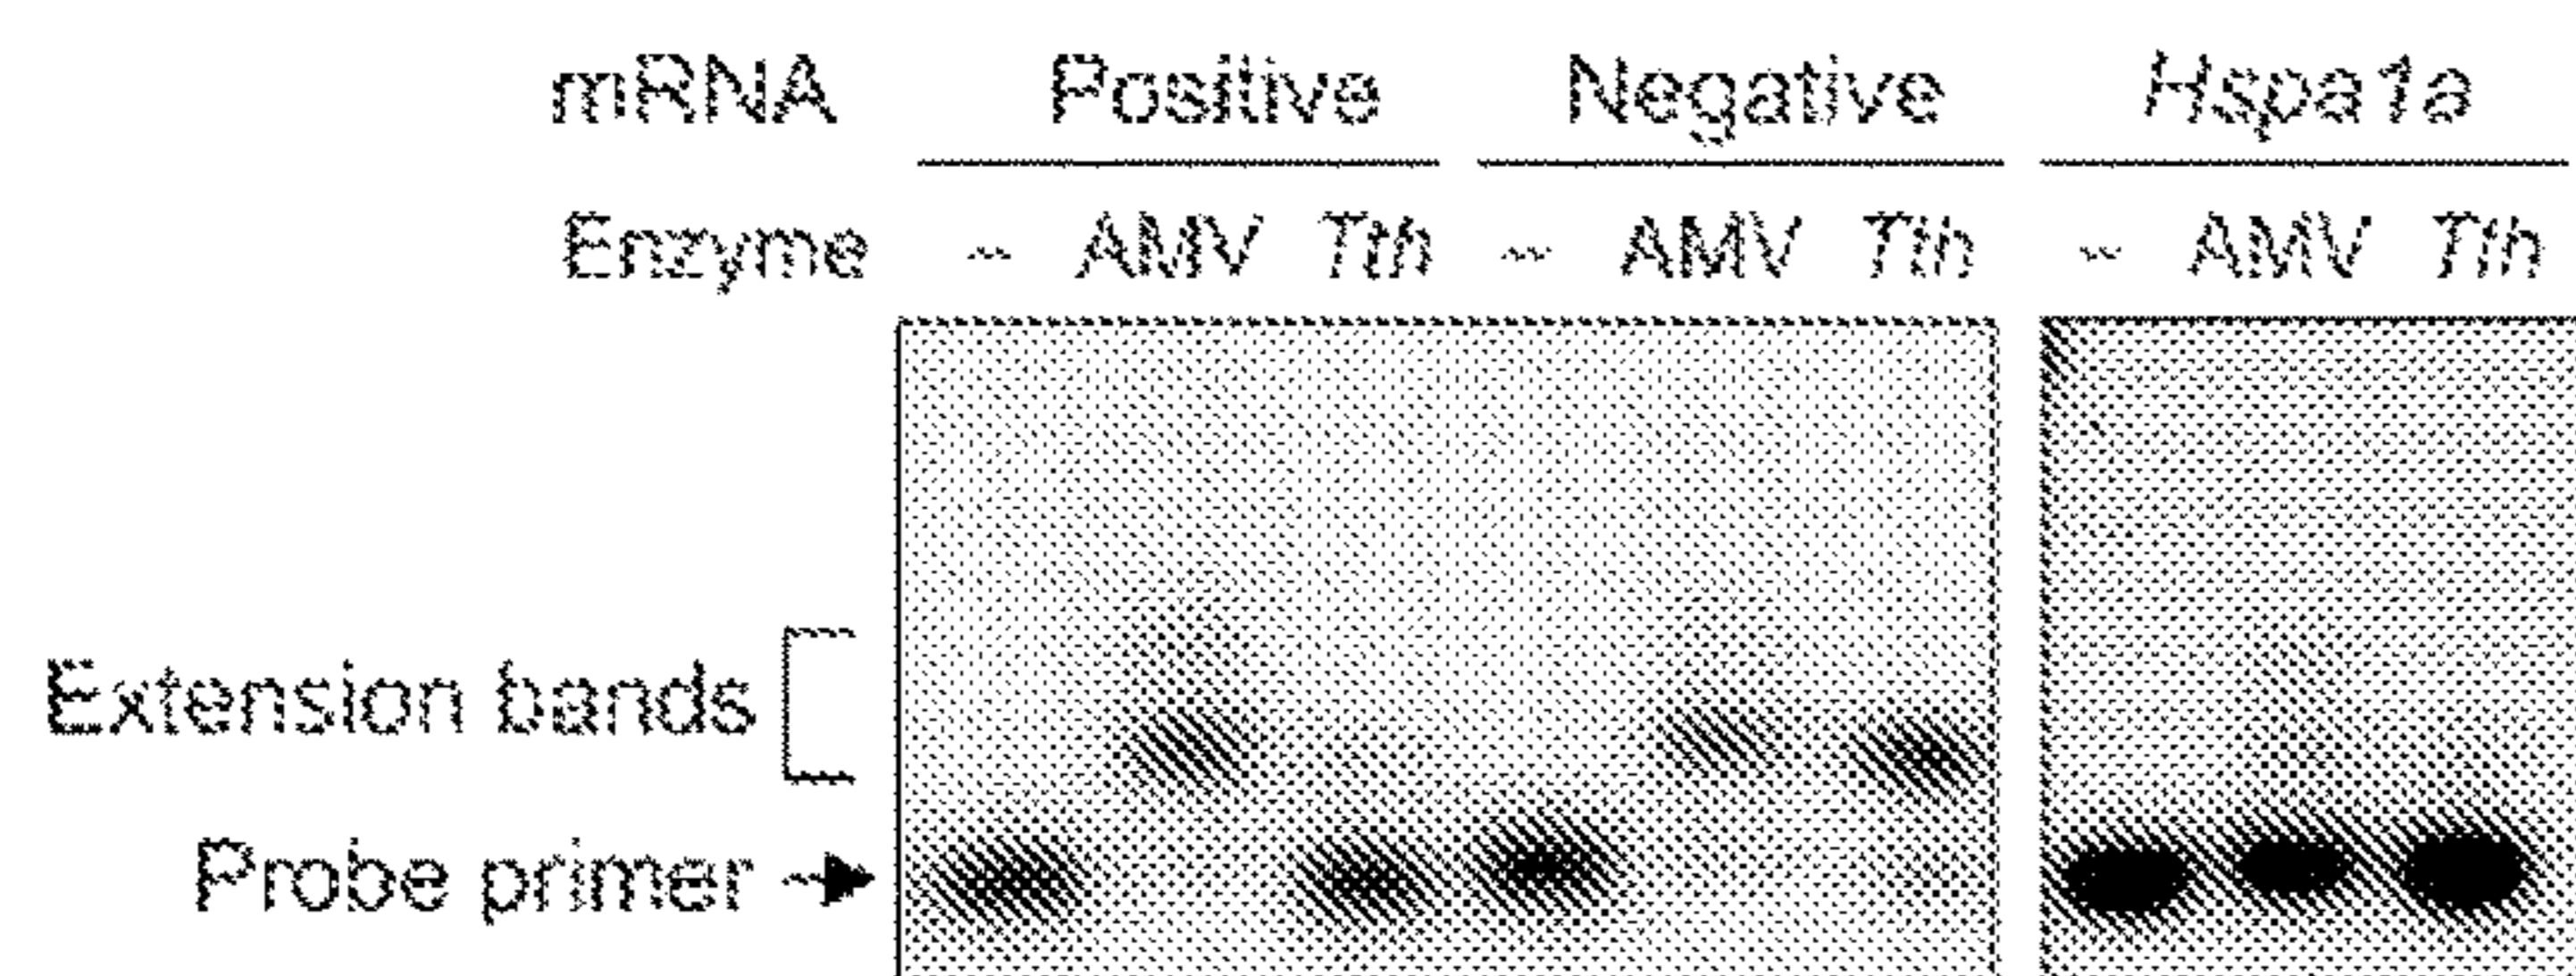 mRNA Positive Negative Hspa1a
Enzyme - AMV Tth - AMV Tth - AMV Tth
Extension bands
Probe primer